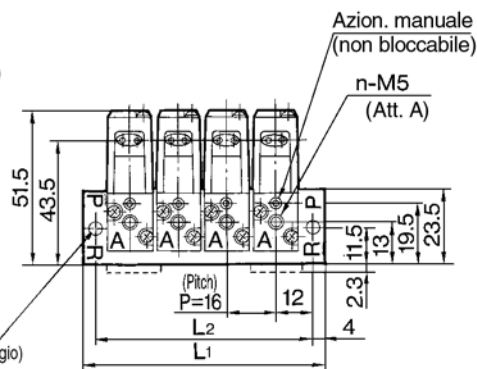 )
Azion. manuale
(non bloccabile)
n-M5
(Att. A)
51.5
43.5
P
P
A
A
A
A
R
R
11.5
13
19.5
23.5
2.3
(Pitch)
P=16
12
4
L2
L1
gio)